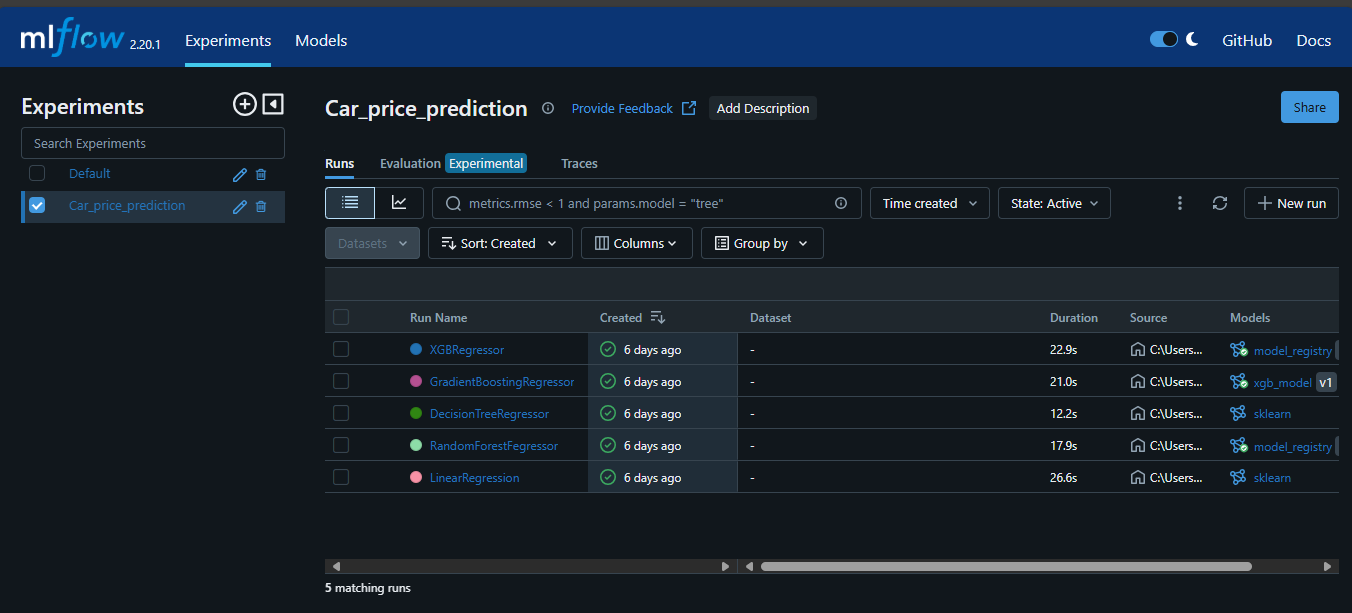 mlflow 2.20.1 Experiments Models GitHub Docs
Experiments
Search Experiments
Default
Car_price_prediction
Car_price_prediction Provide Feedback Add Description Share
Runs Evaluation Experimental Traces
metrics.rmse < 1 and params.model = "tree" Time created State: Active New run
Datasets Sort: Created Columns Group by
Run Name Created Dataset Duration Source Models
XGBRegressor 6 days ago - 22.9s C:\Users... model_registry
GradientBoostingRegressor 6 days ago - 21.0s C:\Users... xgb_model v1
DecisionTreeRegressor 6 days ago - 12.2s C:\Users... sklearn
RandomForestFegressor 6 days ago - 17.9s C:\Users... model_registry
LinearRegression 6 days ago - 26.6s C:\Users... sklearn
5 matching runs